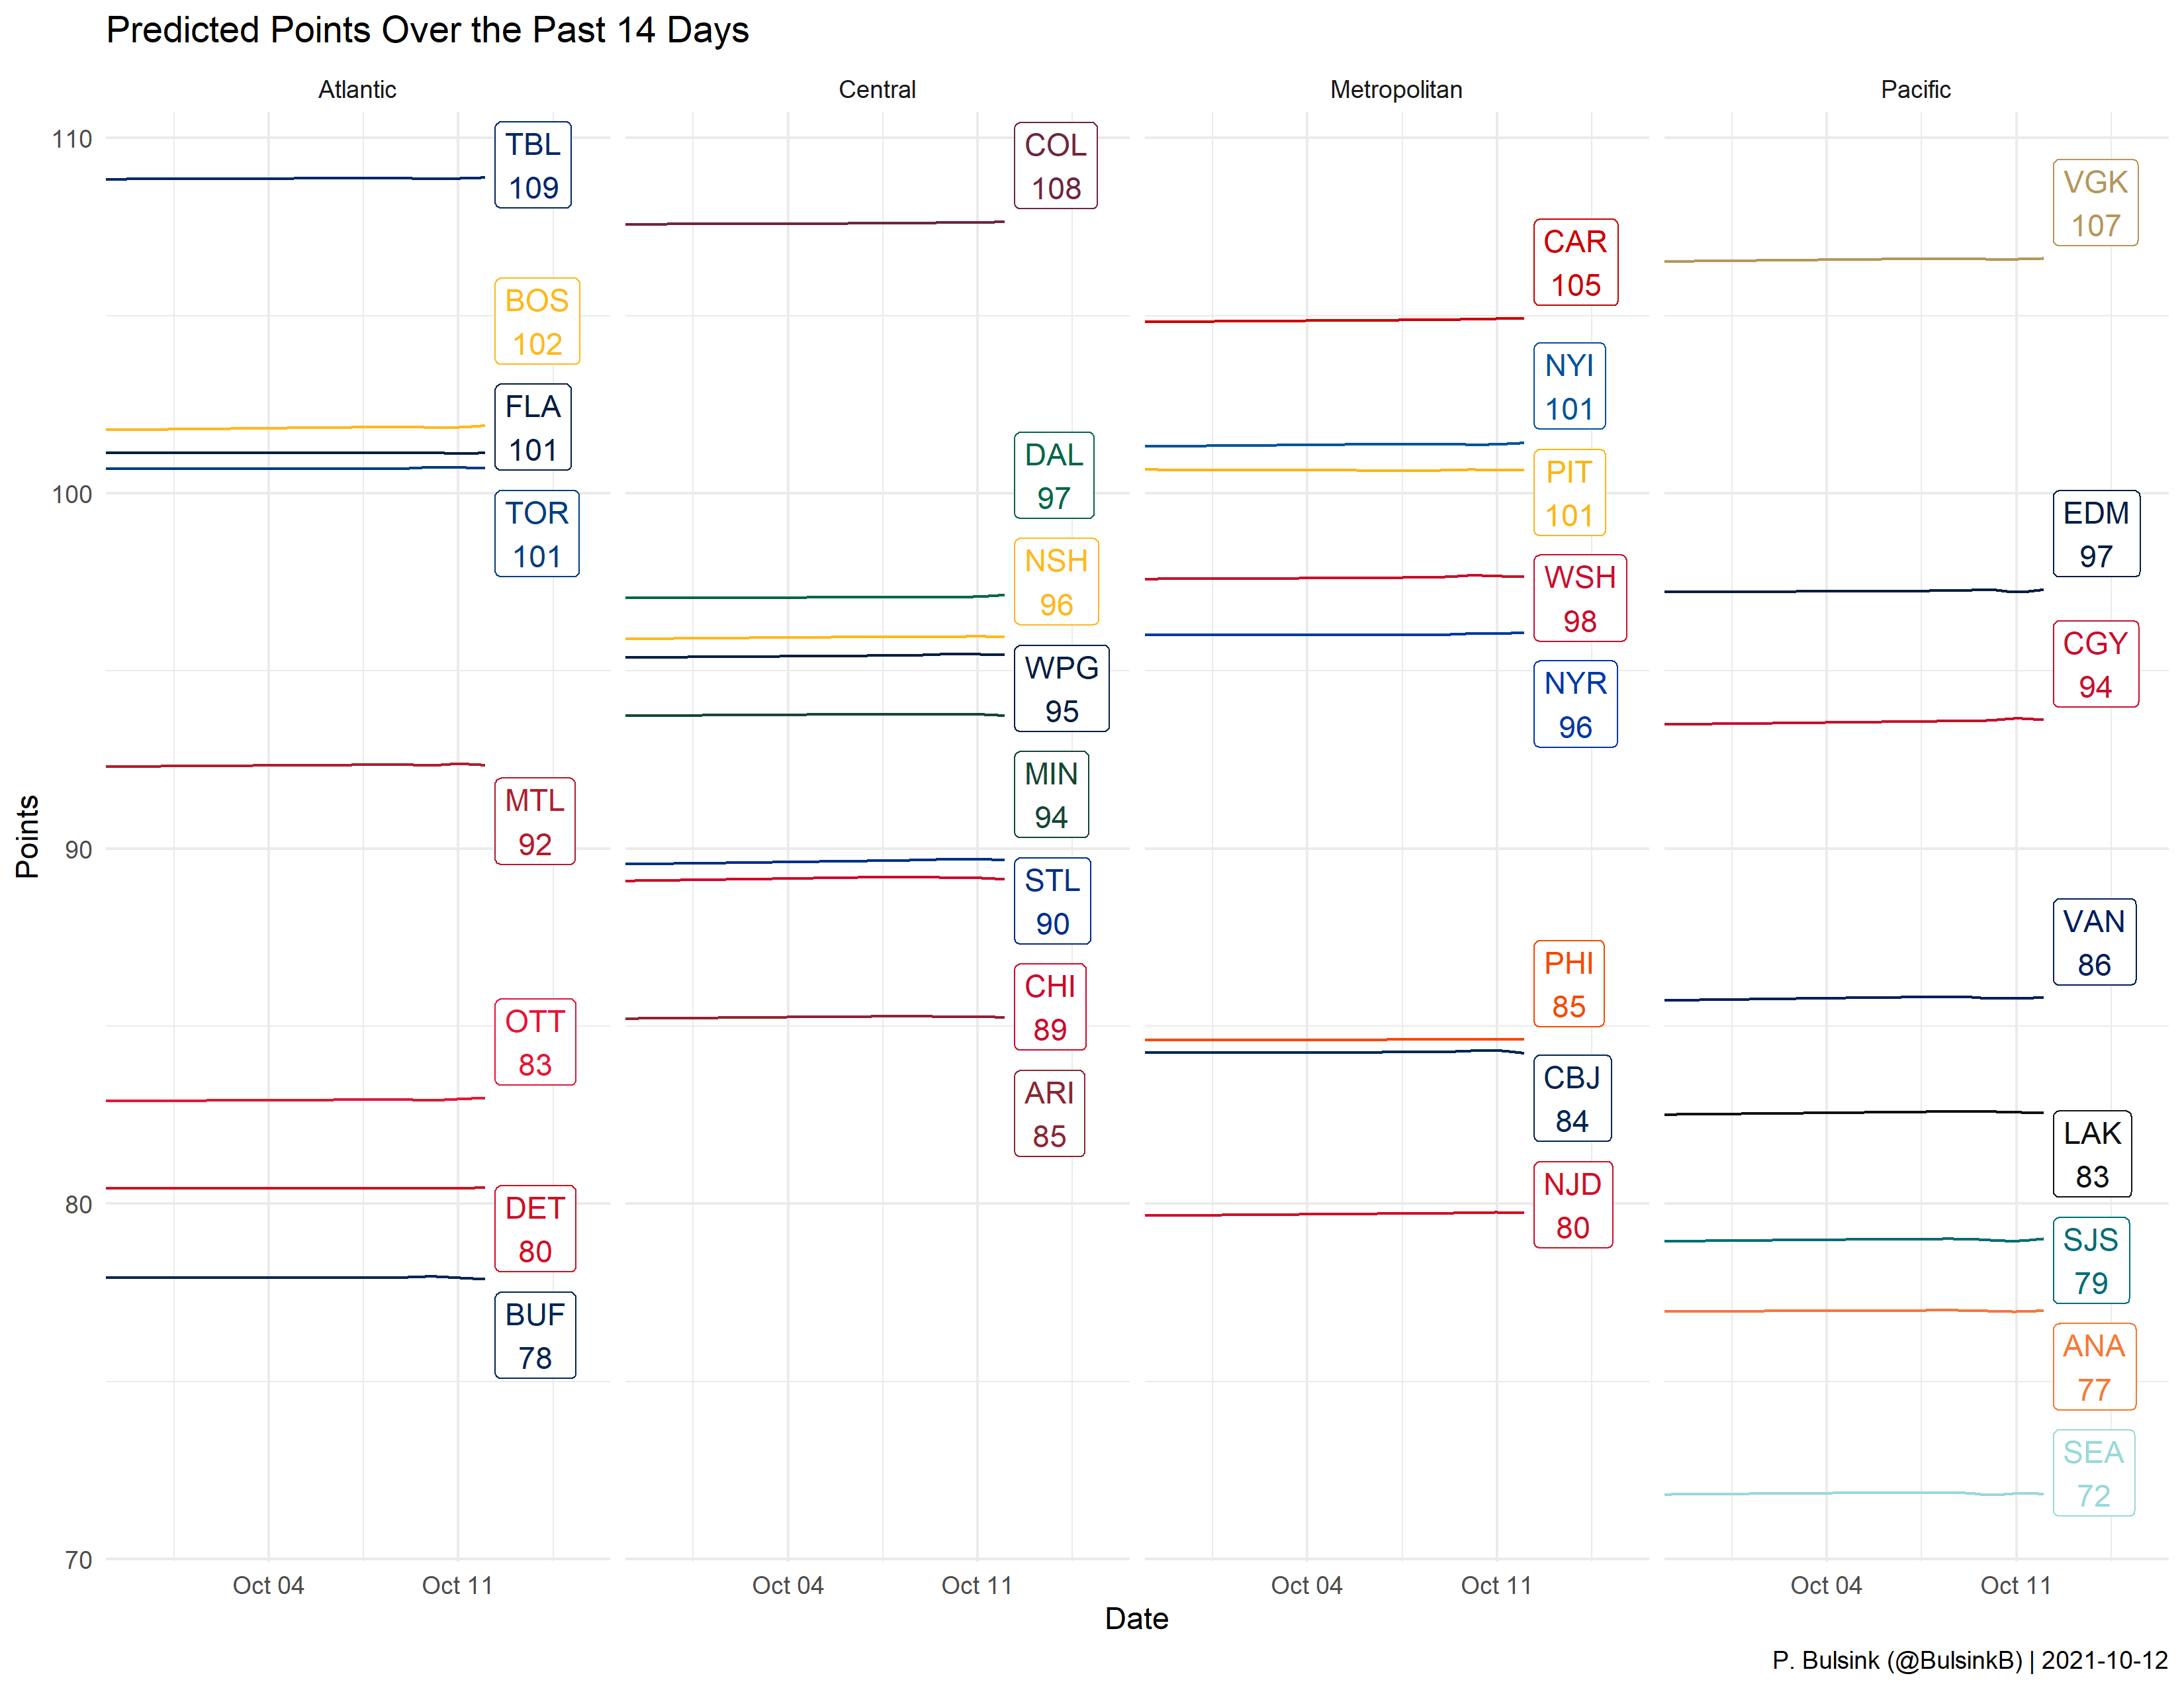 Predicted Points Over the Past 14 Days
Atlantic
Central
Metropolitan
Pacific
Points
110
100
90
80
70
TBL
109
BOS
102
FLA
101
TOR
101
MTL
92
OTT
83
DET
80
BUF
78
COL
108
DAL
97
NSH
96
WPG
95
MIN
94
STL
90
CHI
89
ARI
85
CAR
105
NYI
101
PIT
101
WSH
98
NYR
96
PHI
85
CBJ
84
NJD
80
VGK
107
EDM
97
CGY
94
VAN
86
LAK
83
SJS
79
ANA
77
SEA
72
Oct 04 Oct 11
Oct 04 Oct 11
Oct 04 Oct 11
Oct 04 Oct 11
Date
P. Bulsink (@BulsinkB) | 2021-10-12